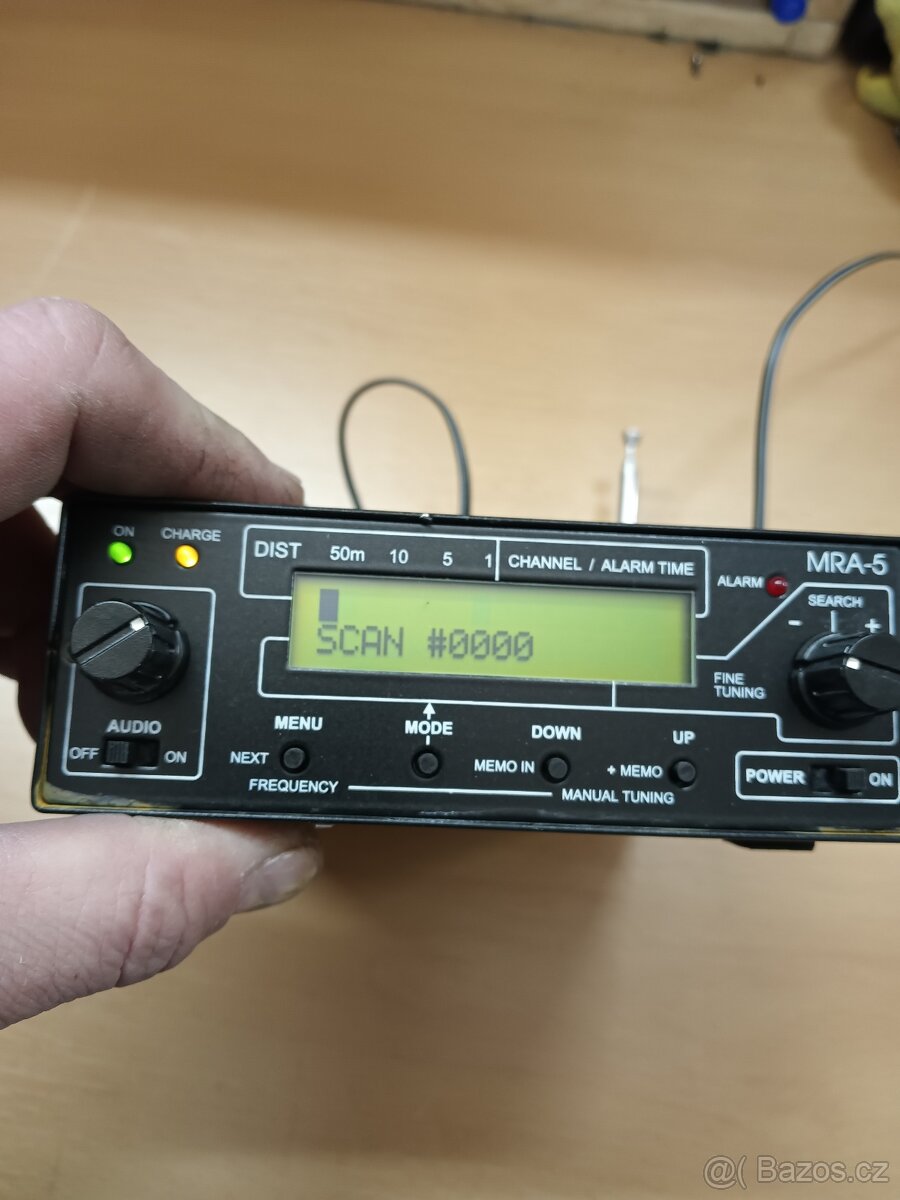 ON CHARGE
DIST 50m 10 5 1 CHANNEL / ALARM TIME
ALARM
MRA-5
SEARCH
- +
SCAN #0000
FINE
TUNING
AUDIO
OFF ON
MENU MODE DOWN UP
NEXT MEMO IN + MEMO
FREQUENCY MANUAL TUNING
POWER ON
@( Bazos.cz